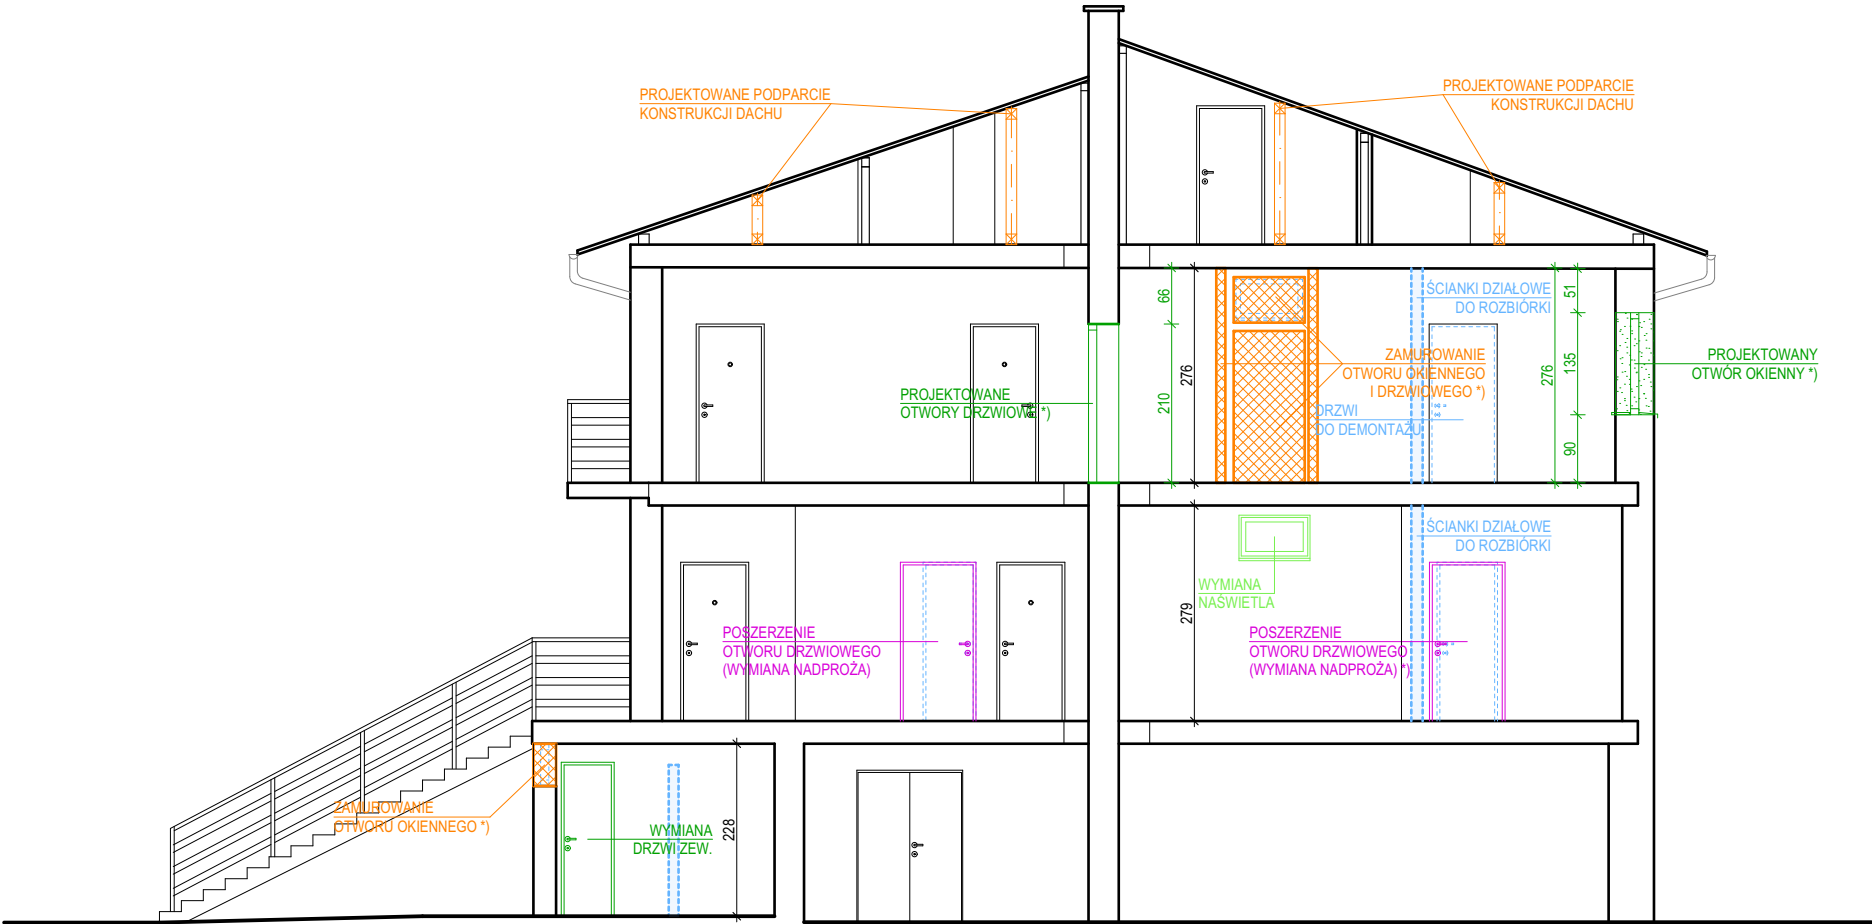 PROJEKTOWANE PODPARCIE
KONSTRUKCJI DACHU
PROJEKTOWANE PODPARCIE
KONSTRUKCJI DACHU
66
276
210
ŚCIANKI DZIAŁOWE
DO ROZBIÓRKI
276
51
135
90
ZAMUROWANIE
OTWORU OKIENNEGO
I DRZWIOWEGO *)
PROJEKTOWANY
OTWÓR OKIENNY *)
PROJEKTOWANE
OTWORY DRZWIOWE *)
DRZWI
DO DEMONTAŻU
ŚCIANKI DZIAŁOWE
DO ROZBIÓRKI
WYMIANA
NAŚWIETLA
279
POSZERZENIE
OTWORU DRZWIOWEGO
(WYMIANA NADPROŻA)
POSZERZENIE
OTWORU DRZWIOWEGO
(WYMIANA NADPROŻA) *)
ZAMUROWANIE
OTWORU OKIENNEGO *)
WYMIANA
DRZWI ZEW.
228